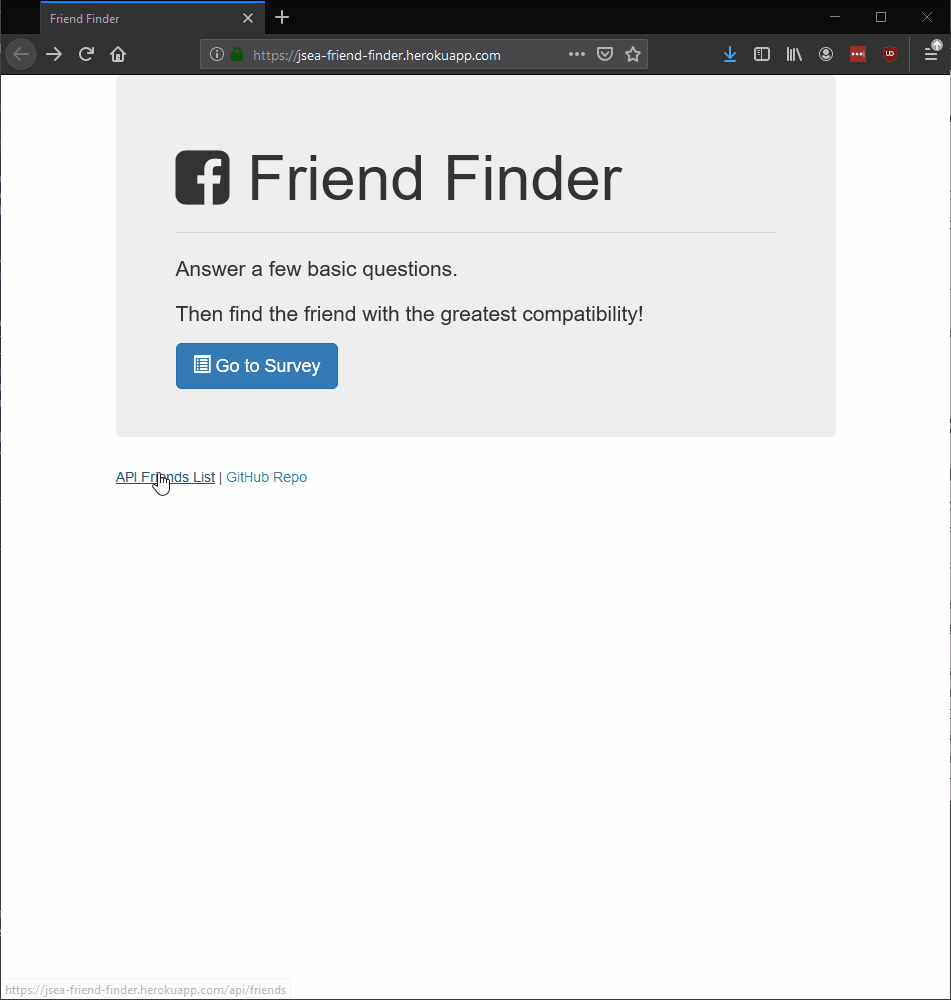 Friend Finder
https://jsea-friend-finder.herokuapp.com
Friend Finder
Answer a few basic questions.
Then find the friend with the greatest compatibility!
Go to Survey
API Friends List | GitHub Repo
https://jsea-friend-finder.herokuapp.com/api/friends